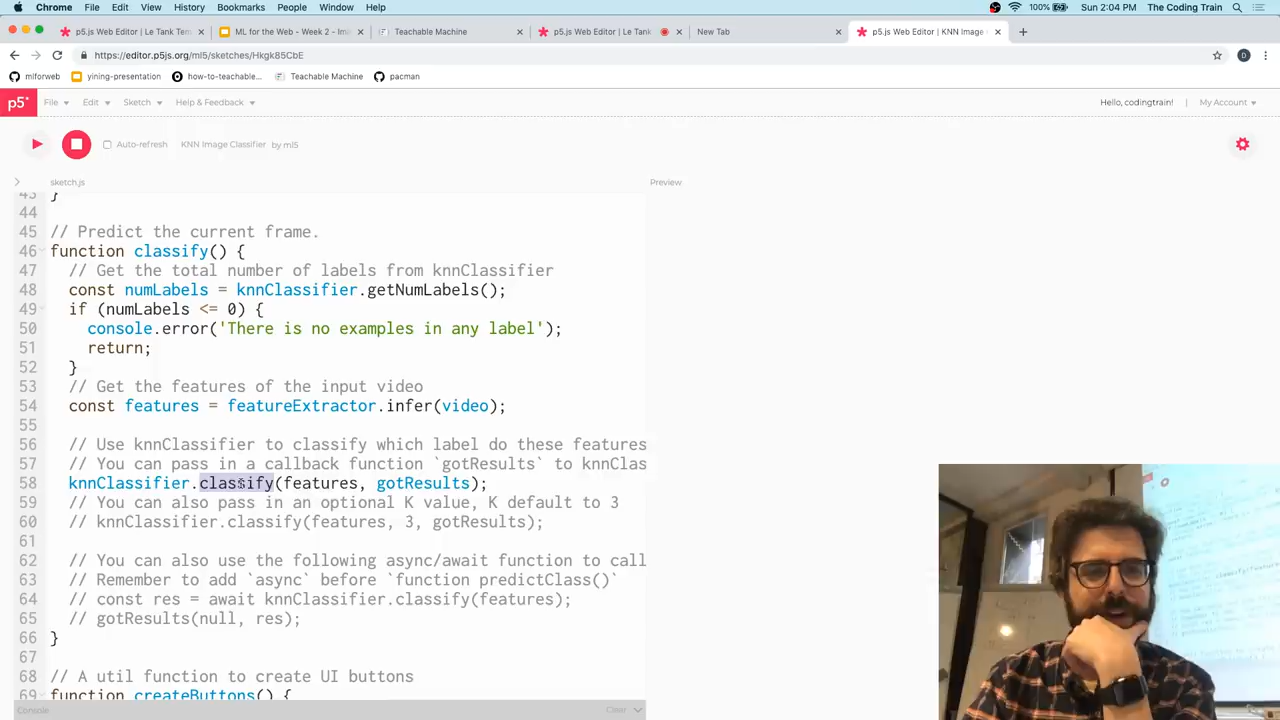 Chrome File Edit View History Bookmarks People Window Help 100% Sun 2:04 PM The Coding Train
p5.js Web Editor | Le Tank Tem × ML for the Web - Week 2 - Im × Teachable Machine × p5.js Web Editor | Le Tank × New Tab × p5.js Web Editor | KNN Image ×
https://editor.p5js.org/ml5/sketches/Hkgk85CbE D
mlforweb yining-presentation how-to-teachable... Teachable Machine pacman
p5* File Edit Sketch Help & Feedback Hello, codingtrain! | My Account
Auto-refresh KNN Image Classifier by ml5
sketch.js Preview
43 }
44
45 // Predict the current frame.
46 function classify() {
47 // Get the total number of labels from knnClassifier
48 const numLabels = knnClassifier.getNumLabels();
49 if (numLabels <= 0) {
50 console.error('There is no examples in any label');
51 return;
52 }
53 // Get the features of the input video
54 const features = featureExtractor.infer(video);
55
56 // Use knnClassifier to classify which label do these features
57 // You can pass in a callback function `gotResults` to knnClas
58 knnClassifier.classify(features, gotResults);
59 // You can also pass in an optional K value, K default to 3
60 // knnClassifier.classify(features, 3, gotResults);
61
62 // You can also use the following async/await function to call
63 // Remember to add `async` before `function predictClass()`
64 // const res = await knnClassifier.classify(features);
65 // gotResults(null, res);
66 }
67
68 // A util function to create UI buttons
69 function createButtons() {
Console Clear